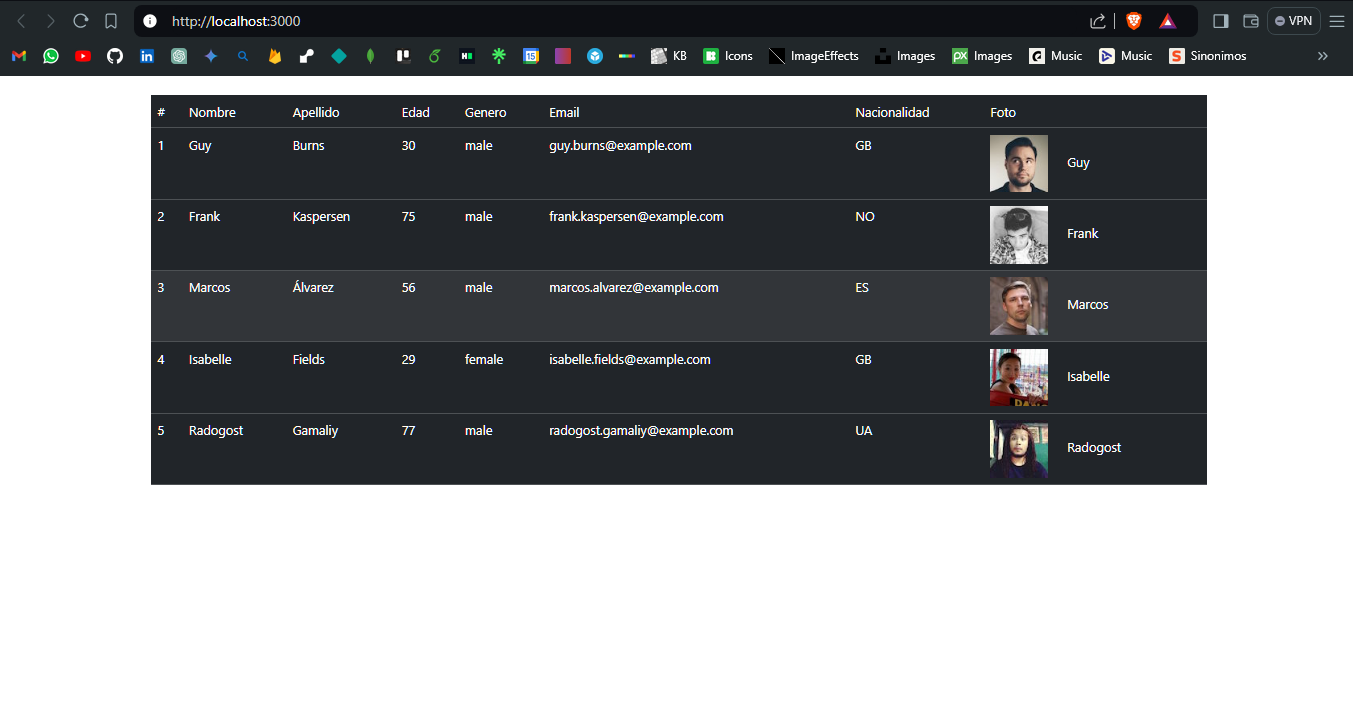 http://localhost:3000
VPN
15 KB Icons ImageEffects Images px Images Music Music S Sinonimos »
# Nombre Apellido Edad Genero Email Nacionalidad Foto
1 Guy Burns 30 male guy.burns@example.com GB Guy
2 Frank Kaspersen 75 male frank.kaspersen@example.com NO Frank
3 Marcos Álvarez 56 male marcos.alvarez@example.com ES Marcos
4 Isabelle Fields 29 female isabelle.fields@example.com GB Isabelle
5 Radogost Gamaliy 77 male radogost.gamaliy@example.com UA Radogost